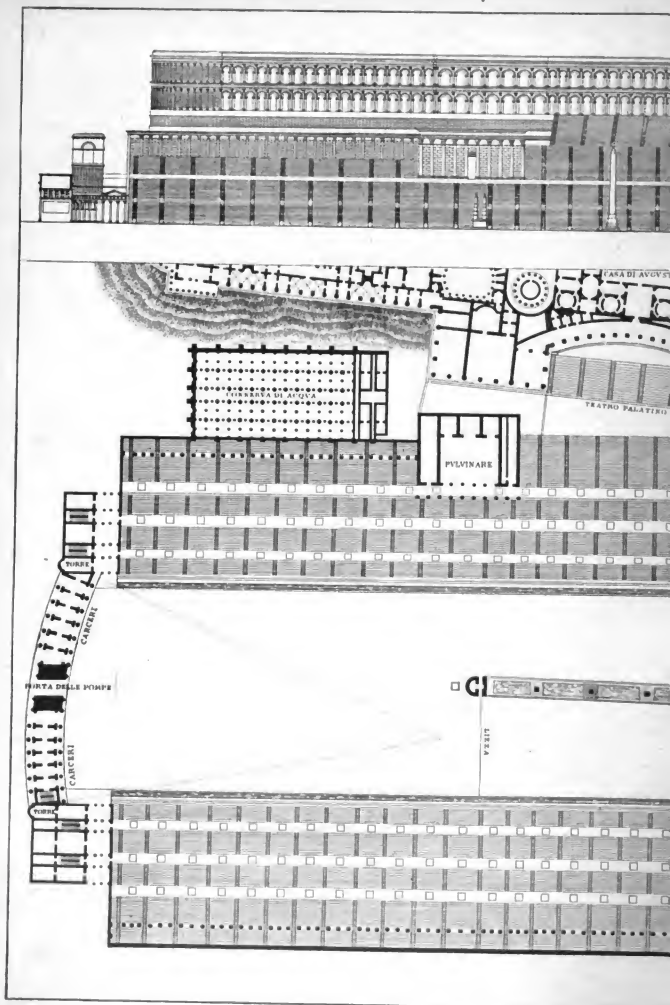 CASA DI AVGVST
CONSERVA DI ACQVA
TEATRO PALATINO
PVLVINARE
TORRE
CARCERI
PORTA DELLE POMPE
LINEA
CARCERI
TORRE